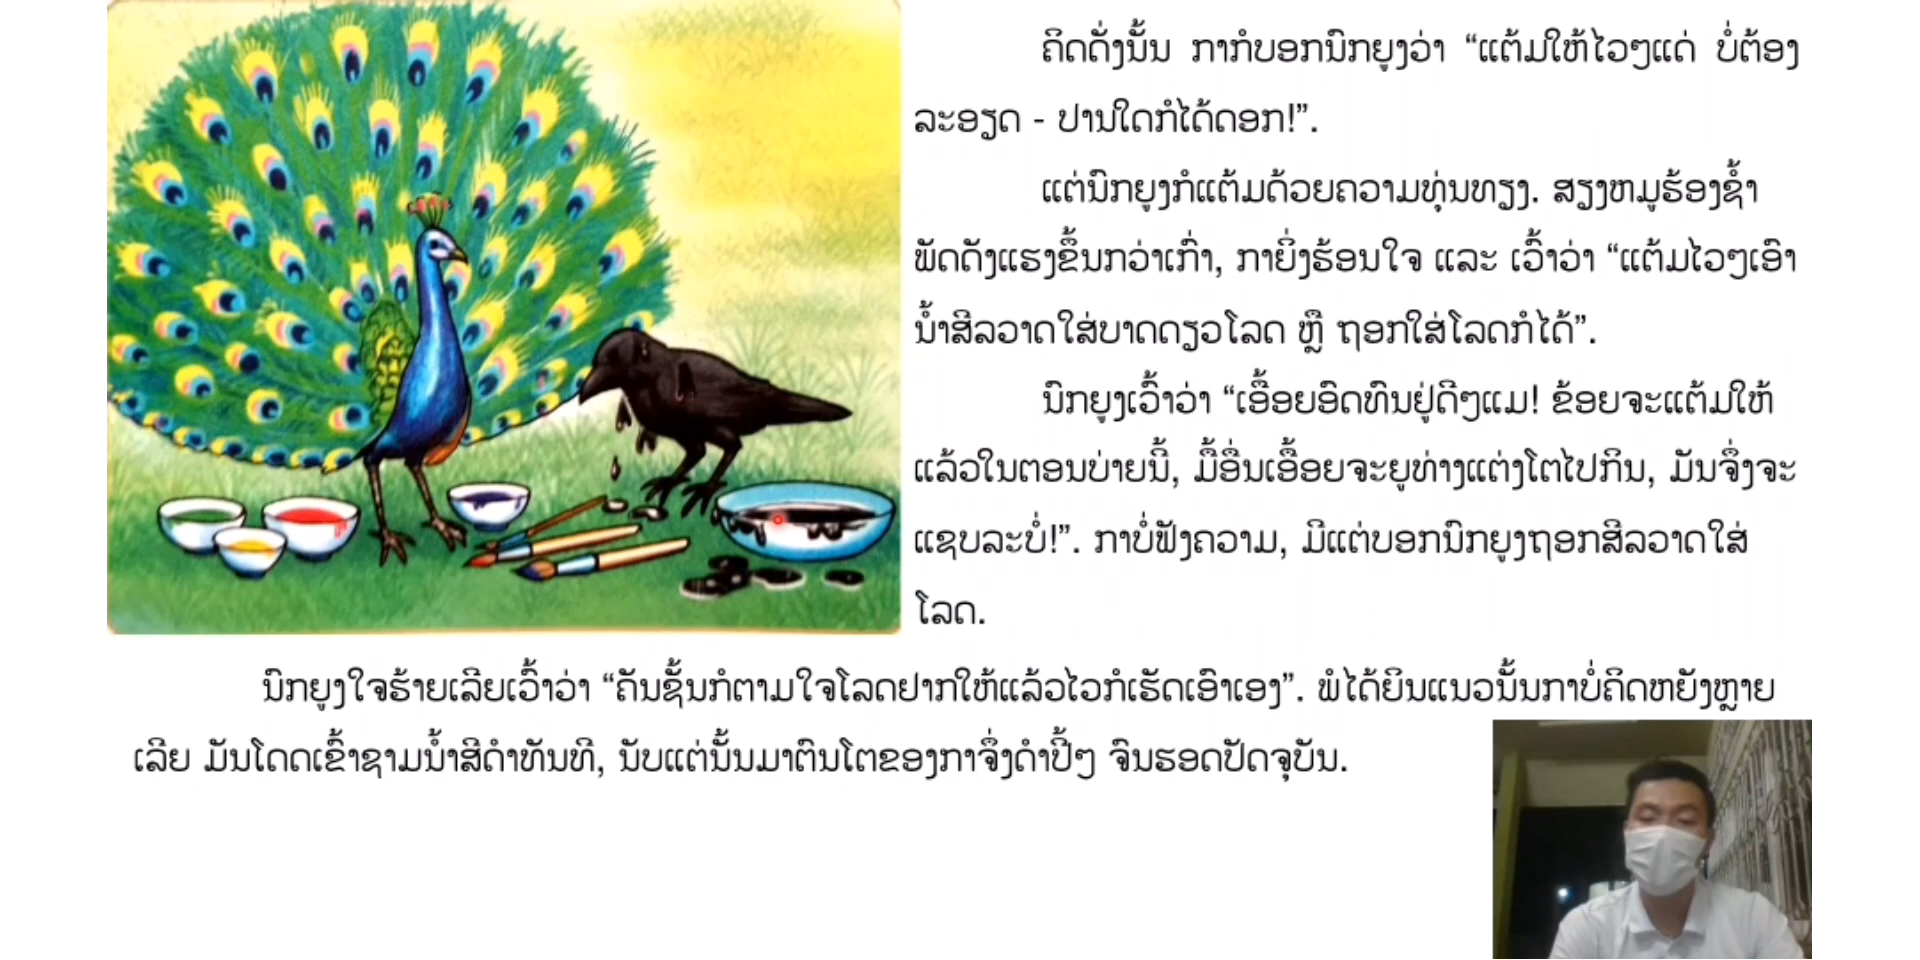 ຄິດດັ່ງນັ້ນ ກາກໍບອກນົກຍູງວ່າ “ແຕ້ມໃຫ້ໄວໆແດ່ ບໍ່ຕ້ອງ
ລະອຽດ - ປານໃດກໍໄດ້ດອກ!”.
ແຕ່ນົກຍູງກໍແຕ້ມດ້ວຍຄວາມທຸ່ນທຽງ. ສຽງຫມູຮ້ອງຊ້ຳ
ພັດດັງແຮງຂຶ້ນກວ່າເກົ່າ, ກາຍິ່ງຮ້ອນໃຈ ແລະ ເວົ້າວ່າ “ແຕ້ມໄວໆເອົາ
ນ້ຳສີລວາດໃສ່ບາດດຽວໂລດ ຫຼື ຖອກໃສ່ໂລດກໍໄດ້”.
ນົກຍູງເວົ້າວ່າ “ເອື້ອຍອົດທົນຢູ່ດີໆແມ! ຂ້ອຍຈະແຕ້ມໃຫ້
ແລ້ວໃນຕອນບ່າຍນີ້, ມື້ອື່ນເອື້ອຍຈະຍູທ່າງແຕ່ງໂຕໄປກິນ, ມັນຈຶ່ງຈະ
ແຊບລະບໍ່!”. ກາບໍ່ຟັງຄວາມ, ມີແຕ່ບອກນົກຍູງຖອກສີລວາດໃສ່
ໂລດ.
ນົກຍູງໃຈຮ້າຍເລີຍເວົ້າວ່າ “ຄັນຊັ້ນກໍຕາມໃຈໂລດຢາກໃຫ້ແລ້ວໄວກໍເຮັດເອົາເອງ”. ພໍໄດ້ຍິນແນວນັ້ນກາບໍ່ຄິດຫຍັງຫຼາຍ
ເລີຍ ມັນໂດດເຂົ້າຊາມນ້ຳສີດຳທັນທີ, ນັບແຕ່ນັ້ນມາຕົນໂຕຂອງກາຈຶ່ງດຳປີ້ໆ ຈົນຮອດປັດຈຸບັນ.